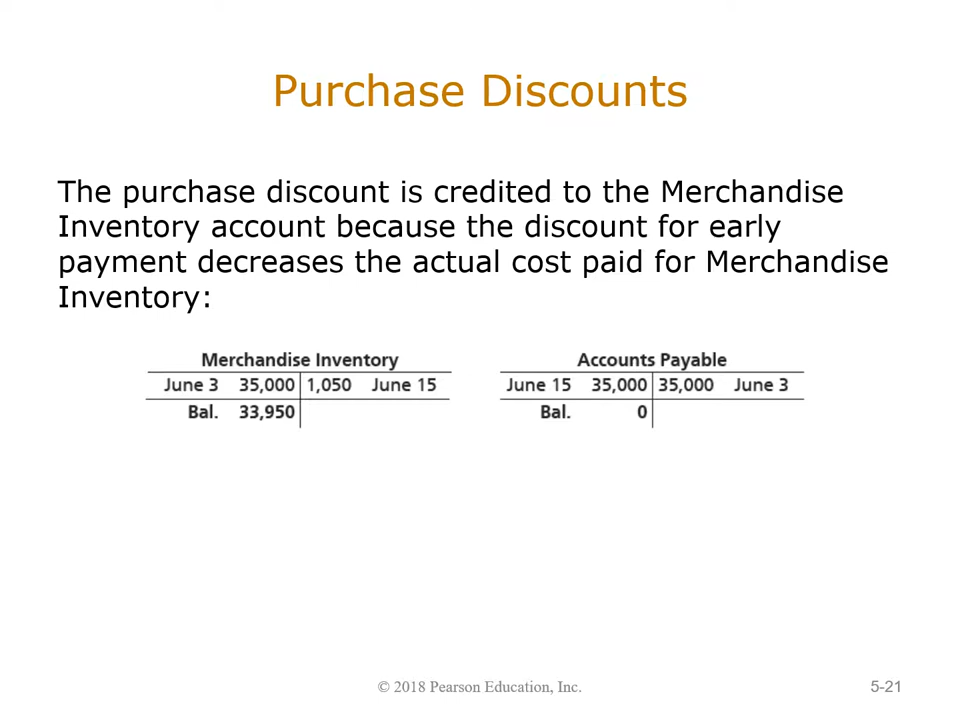 Purchase Discounts
The purchase discount is credited to the Merchandise
Inventory account because the discount for early
payment decreases the actual cost paid for Merchandise
Inventory:
Merchandise Inventory
June 3 35,000 1,050 June 15
Bal. 33,950
Accounts Payable
June 15 35,000 35,000 June 3
Bal. 0
© 2018 Pearson Education, Inc.
5-21